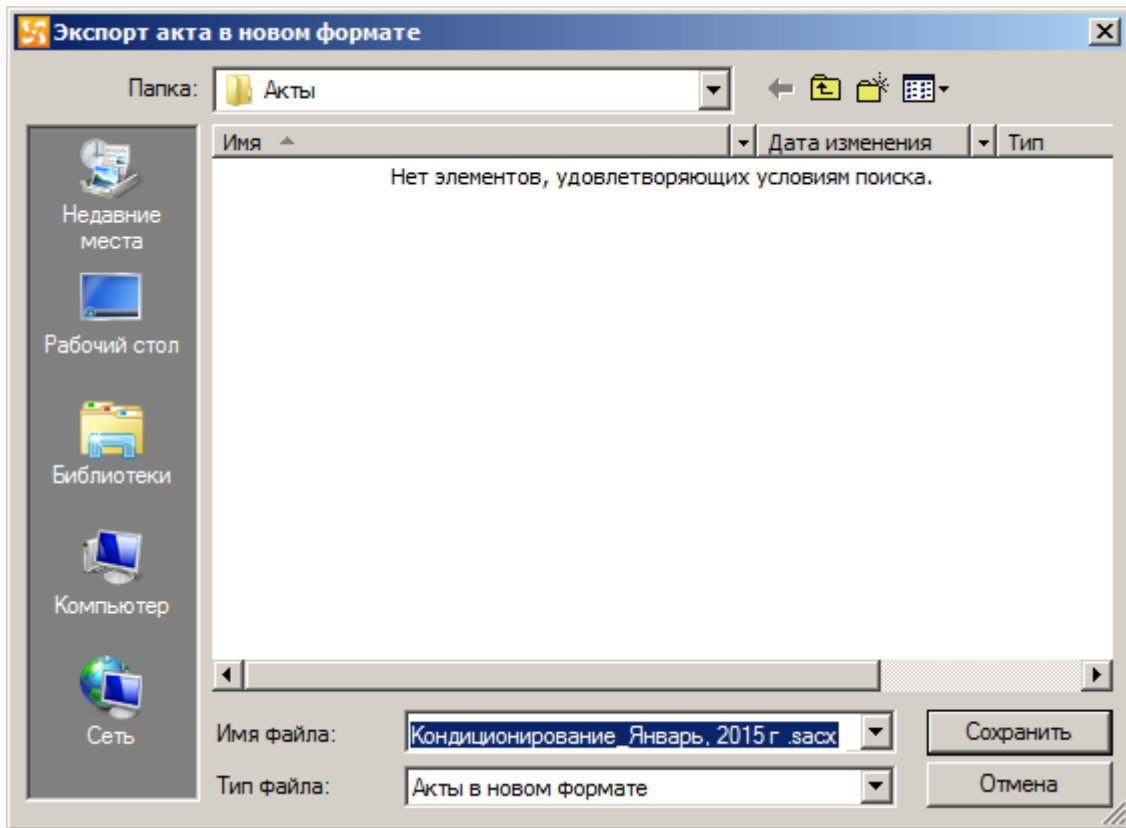 Экспорт акта в новом формате
Папка: Акты
Имя Дата изменения Тип
Нет элементов, удовлетворяющих условиям поиска.
Недавние
места
Рабочий стол
Библиотеки
Компьютер
Сеть
Имя файла: Кондиционирование_Январь, 2015 г .sacx Сохранить
Тип файла: Акты в новом формате Отмена